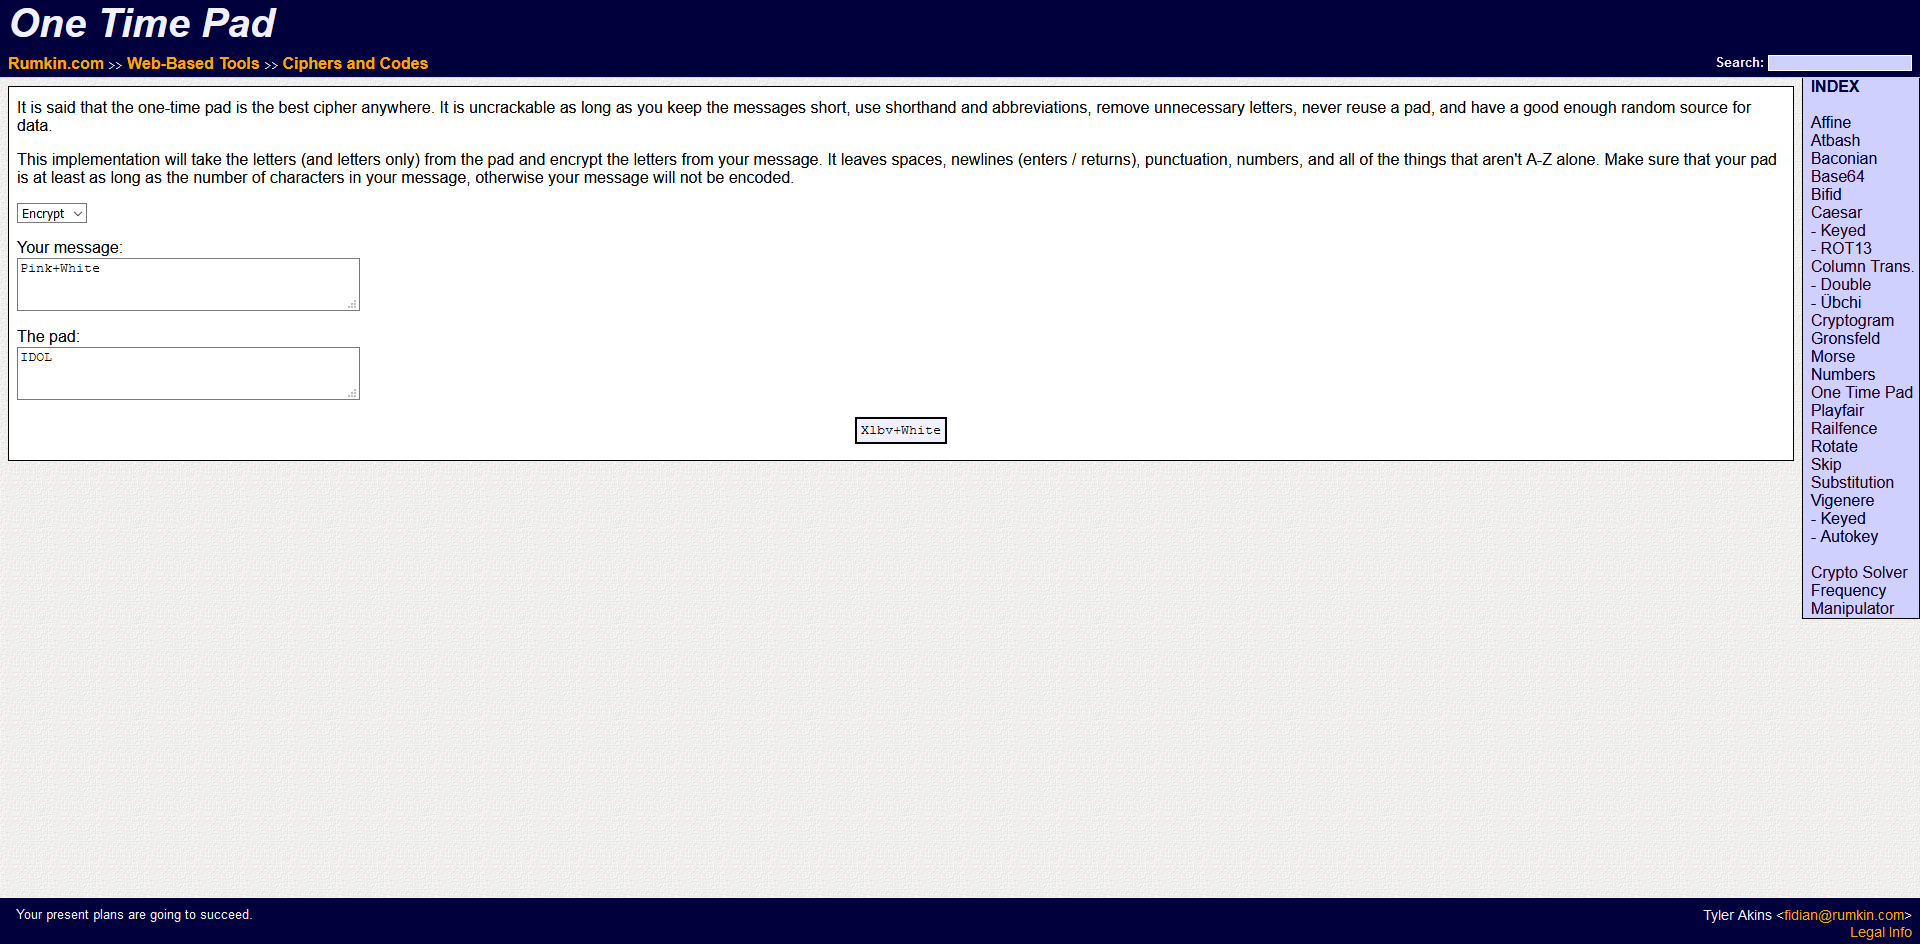 One Time Pad
Rumkin.com >> Web-Based Tools >> Ciphers and Codes
Search:
It is said that the one-time pad is the best cipher anywhere. It is uncrackable as long as you keep the messages short, use shorthand and abbreviations, remove unnecessary letters, never reuse a pad, and have a good enough random source for
data.
This implementation will take the letters (and letters only) from the pad and encrypt the letters from your message. It leaves spaces, newlines (enters / returns), punctuation, numbers, and all of the things that aren't A-Z alone. Make sure that your pad
is at least as long as the number of characters in your message, otherwise your message will not be encoded.
Encrypt
Your message:
Pink+White
The pad:
IDOL
Xlbv+White
INDEX
Affine
Atbash
Baconian
Base64
Bifid
Caesar
- Keyed
- ROT13
Column Trans.
- Double
- Übchi
Cryptogram
Gronsfeld
Morse
Numbers
One Time Pad
Playfair
Railfence
Rotate
Skip
Substitution
Vigenere
- Keyed
- Autokey
Crypto Solver
Frequency
Manipulator
Your present plans are going to succeed.
Tyler Akins <fidian@rumkin.com>
Legal Info